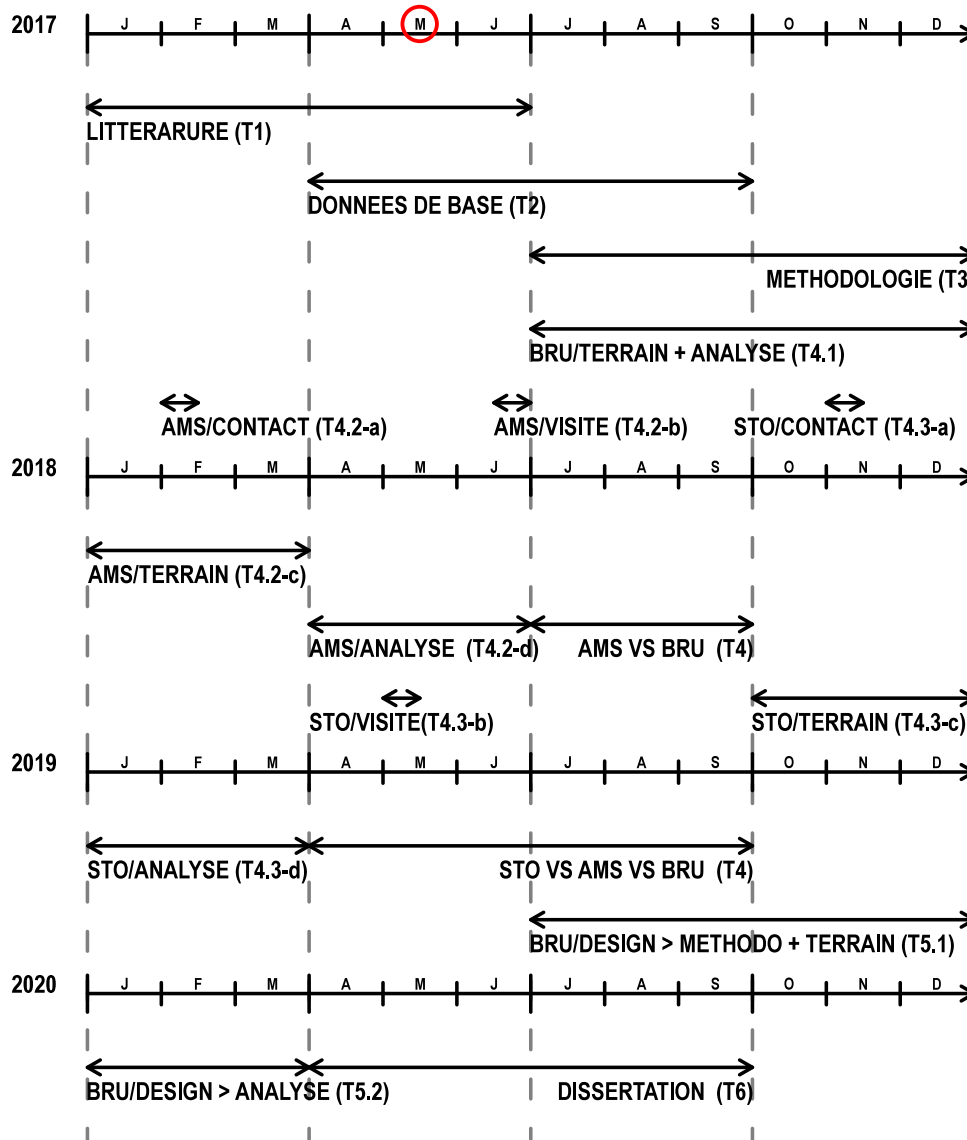 2017 J F M A M J J A S O N D
LITTERARURE (T1)
DONNEES DE BASE (T2)
METHODOLOGIE (T3
BRU/TERRAIN + ANALYSE (T4.1)
AMS/CONTACT (T4.2-a) AMS/VISITE (T4.2-b) STO/CONTACT (T4.3-a)
2018 J F M A M J J A S O N D
AMS/TERRAIN (T4.2-c)
AMS/ANALYSE (T4.2-d) AMS VS BRU (T4)
STO/VISITE(T4.3-b) STO/TERRAIN (T4.3-c)
2019 J F M A M J J A S O N D
STO/ANALYSE (T4.3-d) STO VS AMS VS BRU (T4)
BRU/DESIGN > METHODO + TERRAIN (T5.1)
2020 J F M A M J J A S O N D
BRU/DESIGN > ANALYSE (T5.2) DISSERTATION (T6)